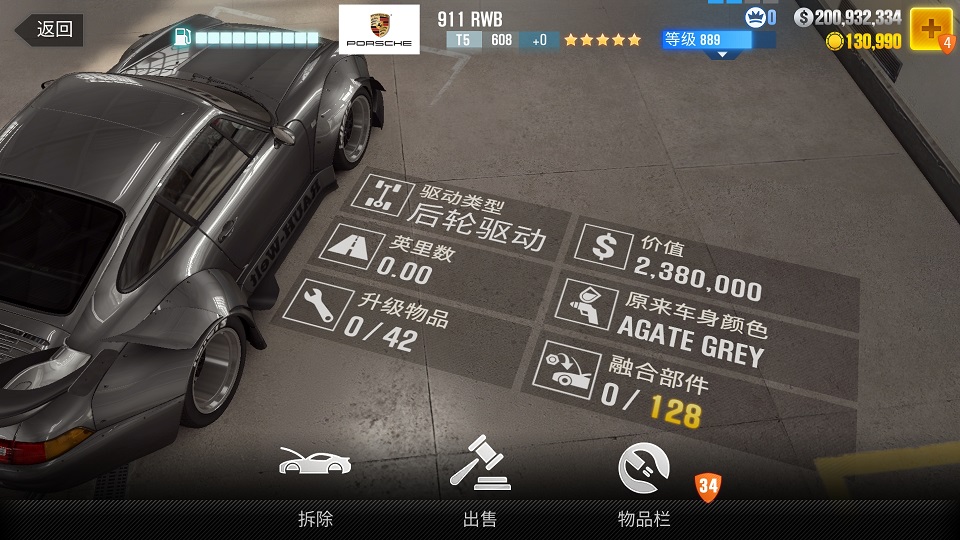 返回
PORSCHE
911 RWB
T5 608 +0
等级 889
0
200,932,334
130,990
4
驱动类型
后轮驱动
英里数
0.00
升级物品
0/42
价值
2,380,000
原来车身颜色
AGATE GREY
融合部件
0/128
HoW-HUAH
拆除
出售
物品栏
34